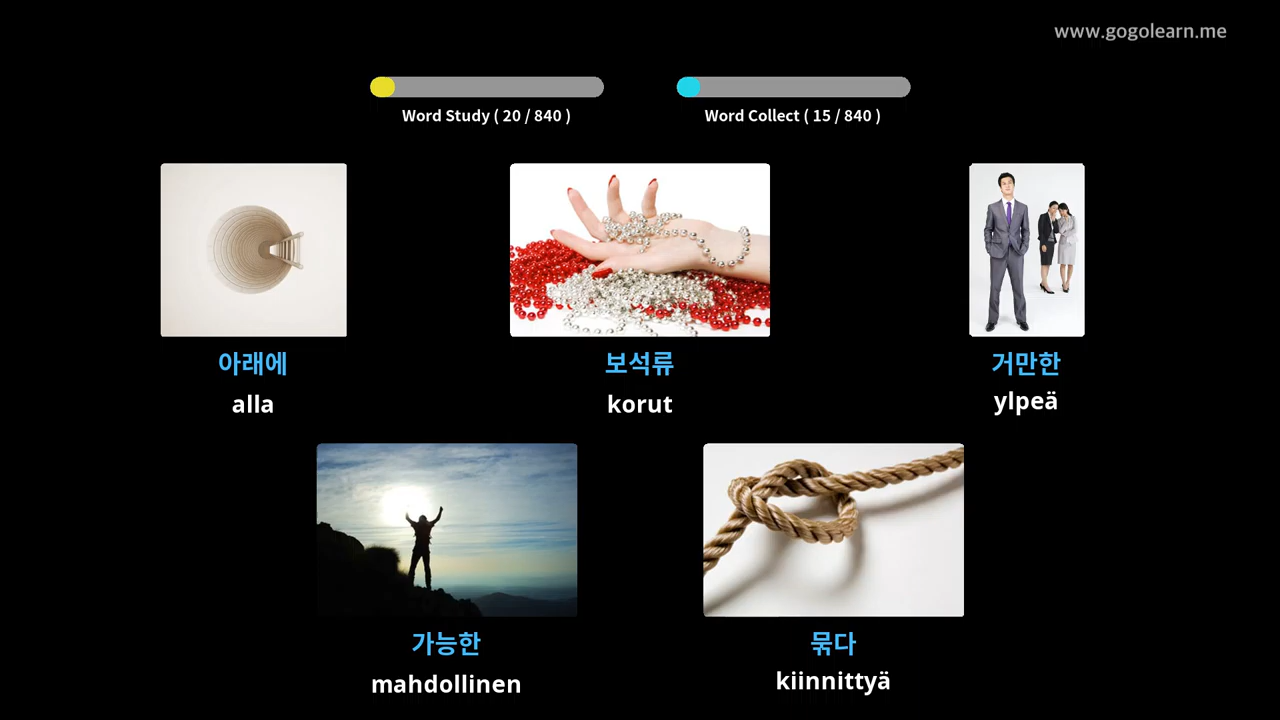 www.gogolearn.me
Word Study ( 20 / 840 )
Word Collect ( 15 / 840 )
아래에
alla
보석류
korut
거만한
ylpeä
가능한
mahdollinen
묶다
kiinnittyä